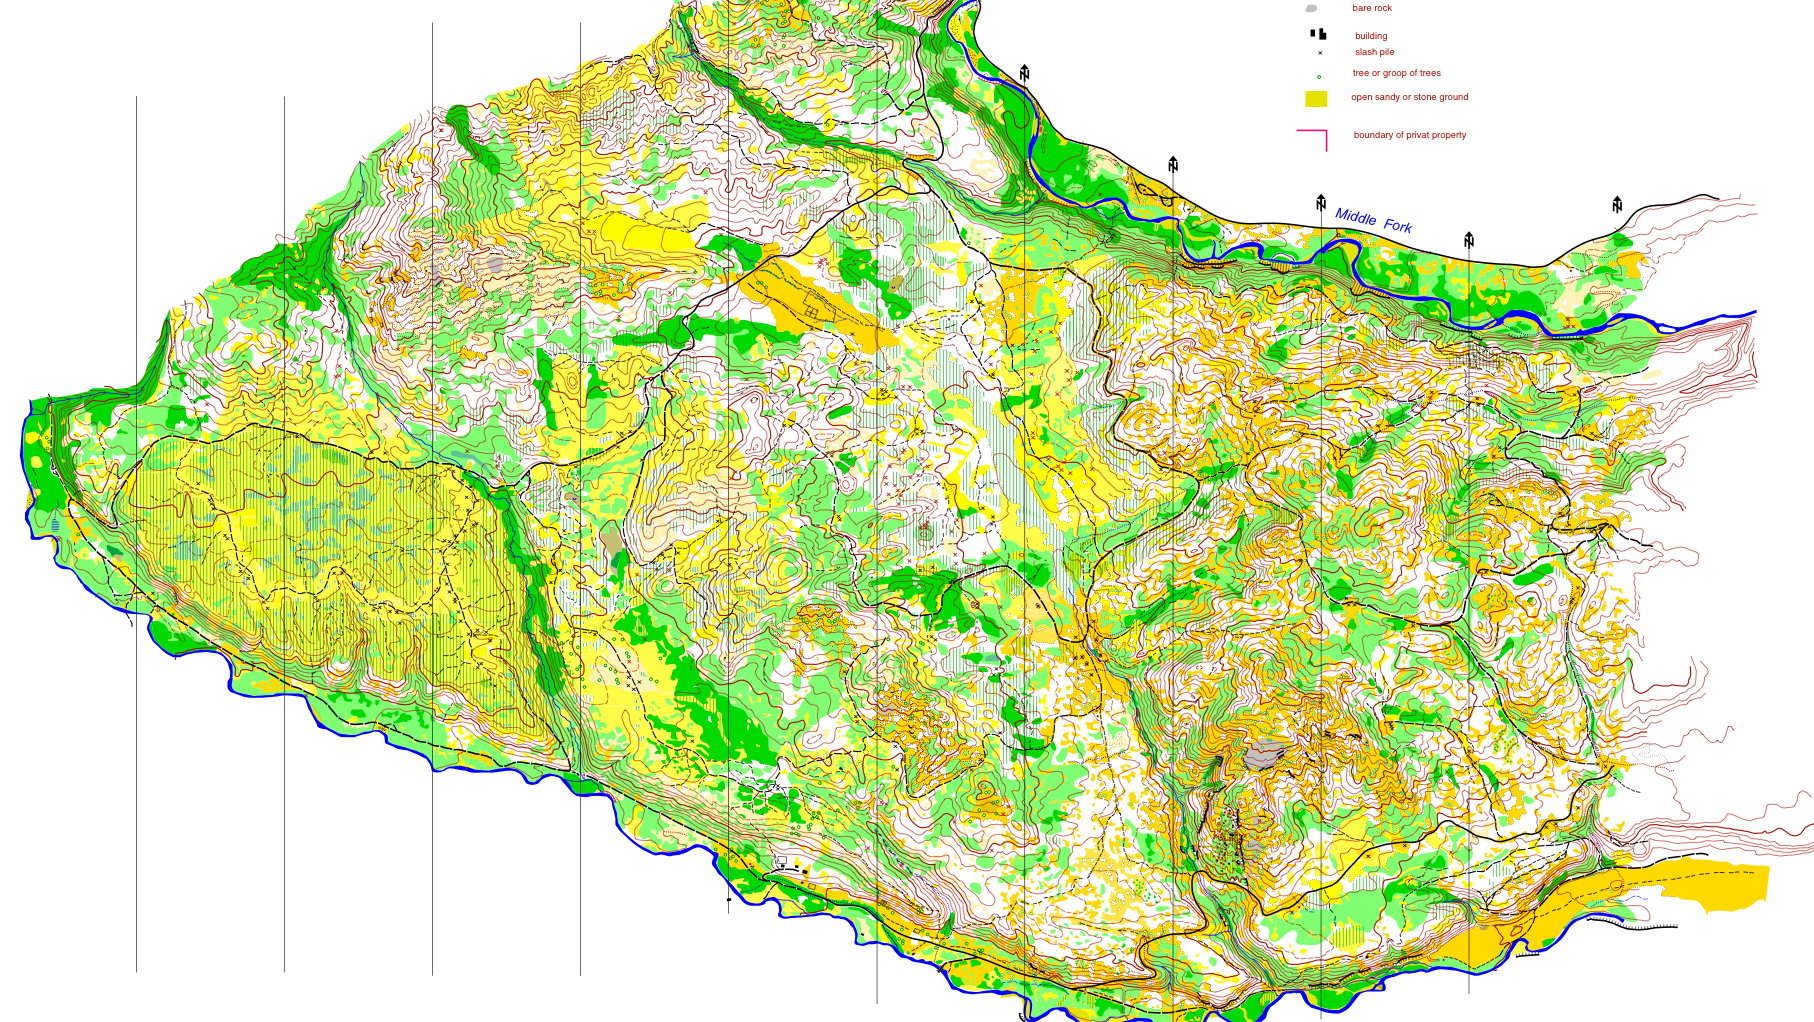 bare rock
building
slash pile
tree or groop of trees
open sandy or stone ground
boundary of privat property
N
N
N
N
N
Middle Fork